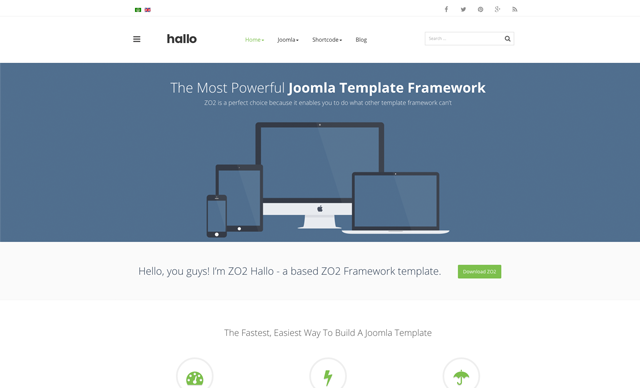 hallo
Home
Joomla
Shortcode
Blog
Search ...
The Most Powerful Joomla Template Framework
ZO2 is a perfect choice because it enables you to do what other template framework can't
Hello, you guys! I'm ZO2 Hallo - a based ZO2 Framework template.
Download ZO2
The Fastest, Easiest Way To Build A Joomla Template